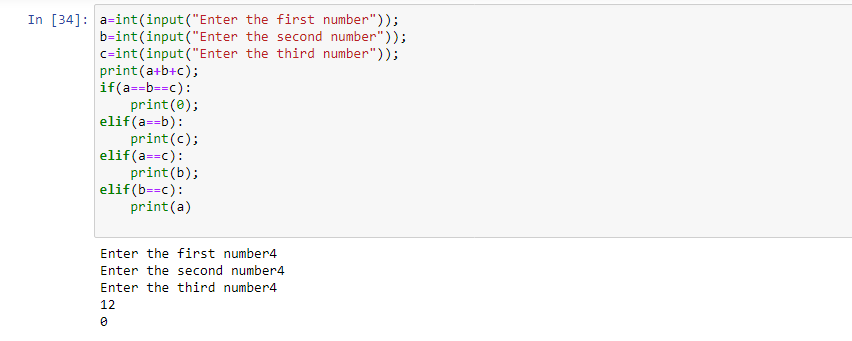 In [34]: a=int(input("Enter the first number"));
b=int(input("Enter the second number"));
c=int(input("Enter the third number"));
print(a+b+c);
if(a==b==c):
    print(0);
elif(a==b):
    print(c);
elif(a==c):
    print(b);
elif(b==c):
    print(a)
Enter the first number4
Enter the second number4
Enter the third number4
12
0